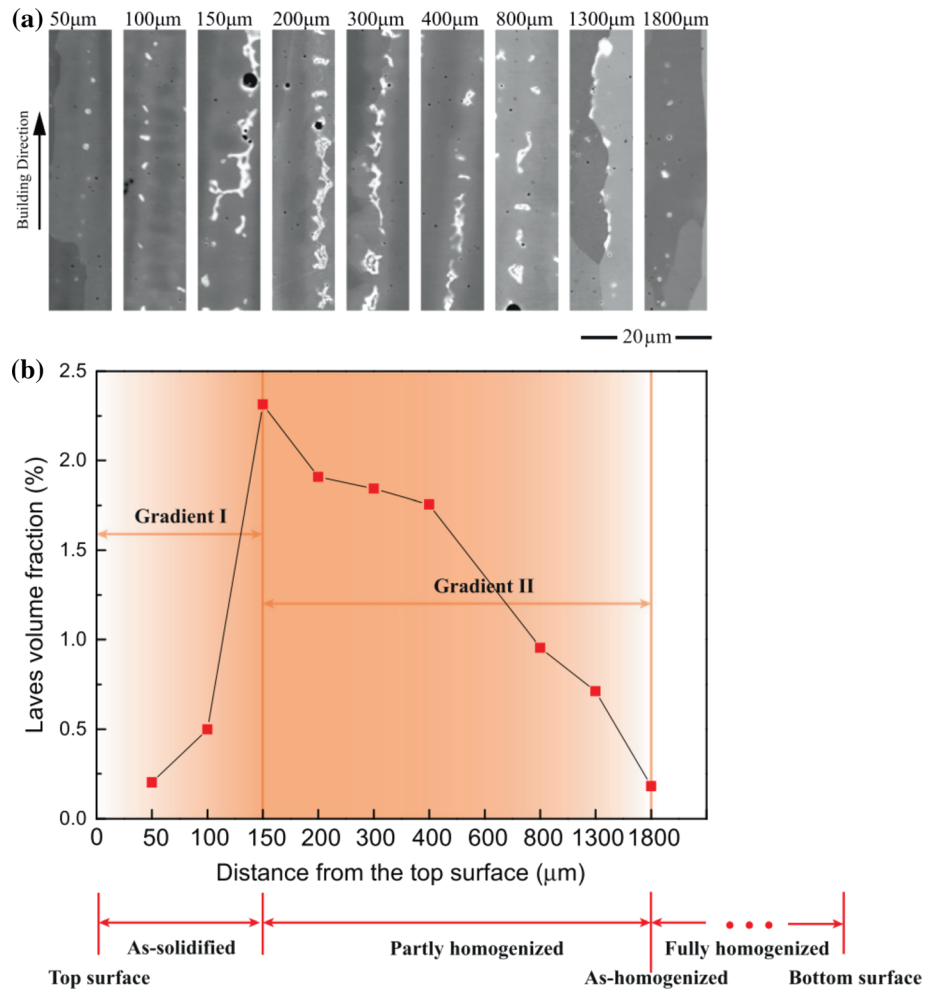 (a) 50μm 100μm 150μm 200μm 300μm 400μm 800μm 1300μm 1800μm
Building Direction
20μm
(b)
2.5
2.0
1.5
1.0
0.5
0.0
Laves volume fraction (%)
Gradient I
Gradient II
0 50 100 150 200 300 400 600 800 1300 1800
Distance from the top surface (μm)
As-solidified Partly homogenized Fully homogenized
Top surface As-homogenized Bottom surface